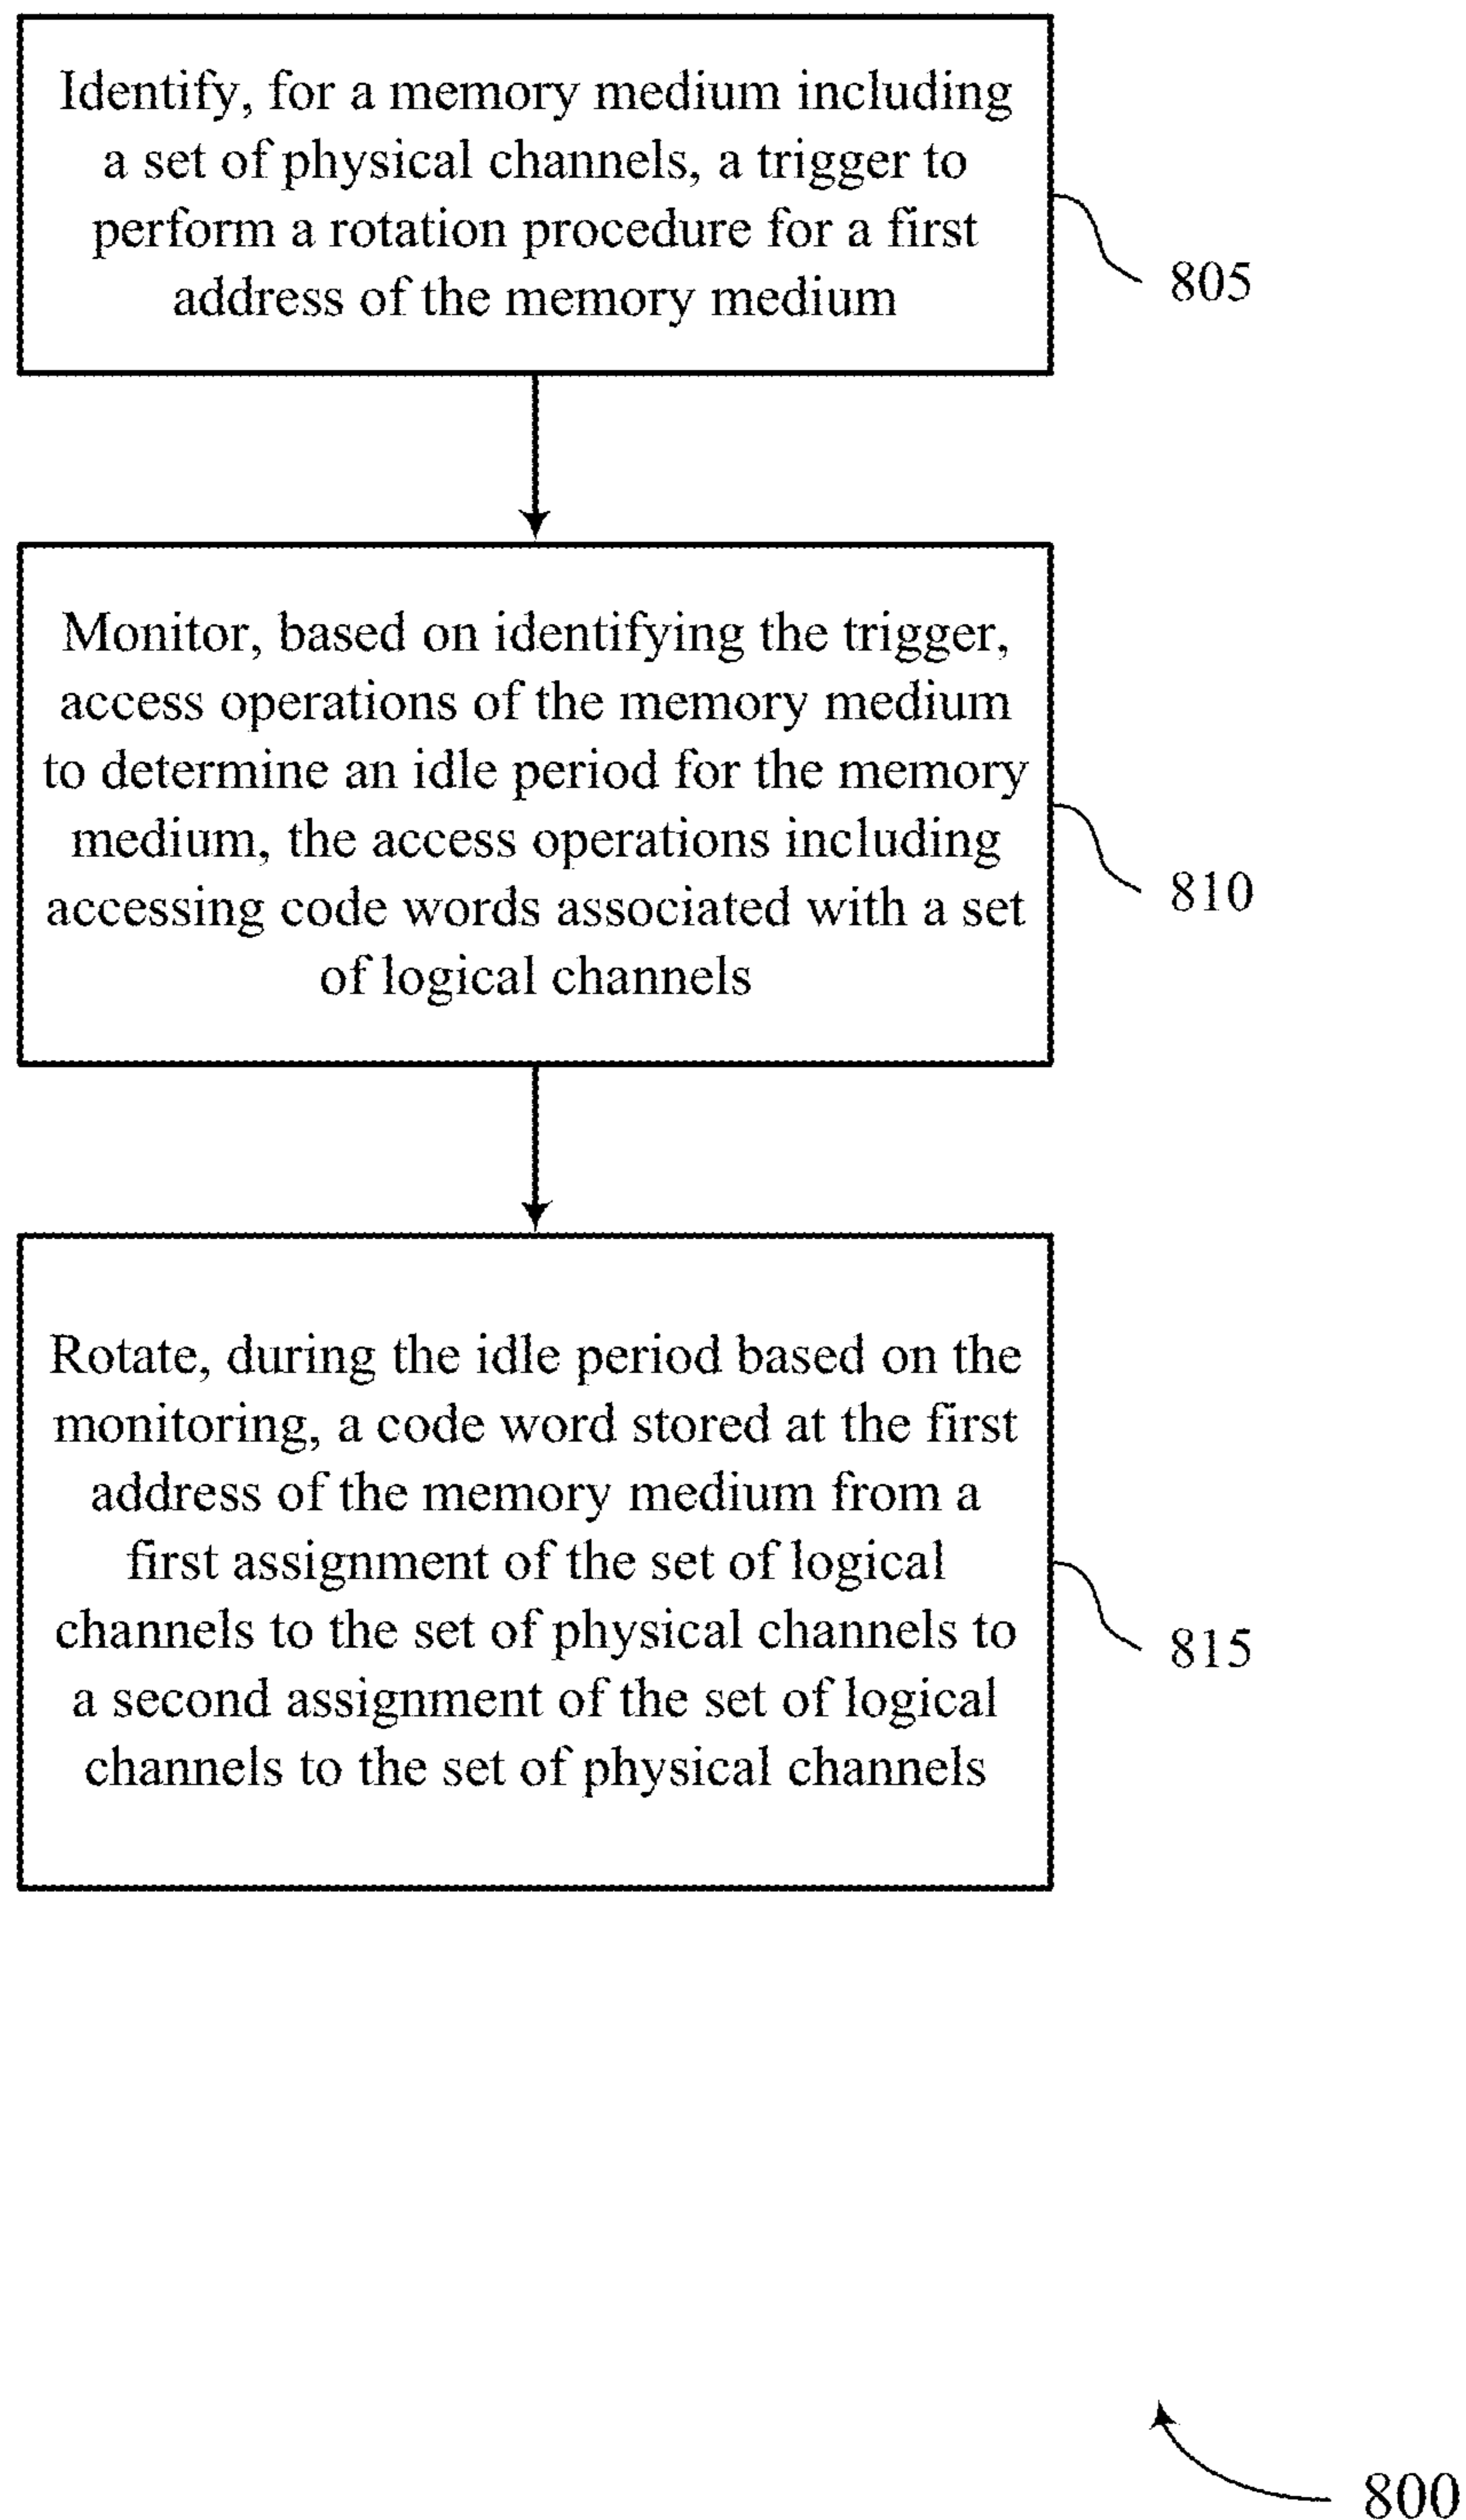 Identify, for a memory medium including
a set of physical channels, a trigger to
perform a rotation procedure for a first
address of the memory medium
805
Monitor, based on identifying the trigger,
access operations of the memory medium
to determine an idle period for the memory
medium, the access operations including
accessing code words associated with a set
of logical channels
810
Rotate, during the idle period based on the
monitoring, a code word stored at the first
address of the memory medium from a
first assignment of the set of logical
channels to the set of physical channels to
a second assignment of the set of logical
channels to the set of physical channels
815
800